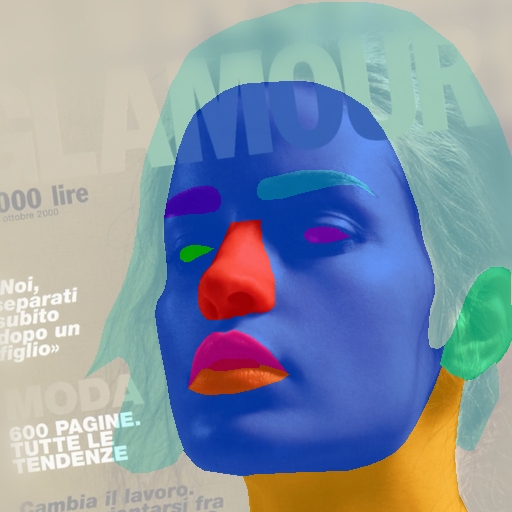 GLAMOUR
000 lire
ottobre 2000
Noi,
separati
subito
dopo un
figlio»
MODA
600 PAGINE.
TUTTE LE
TENDENZE
Cambia il lavoro.
fra